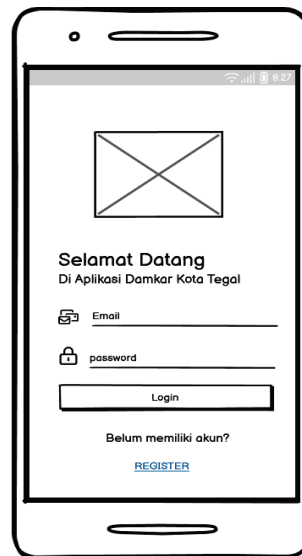 8:27
Selamat Datang
Di Aplikasi Damkar Kota Tegal
Email
password
Login
Belum memiliki akun?
REGISTER